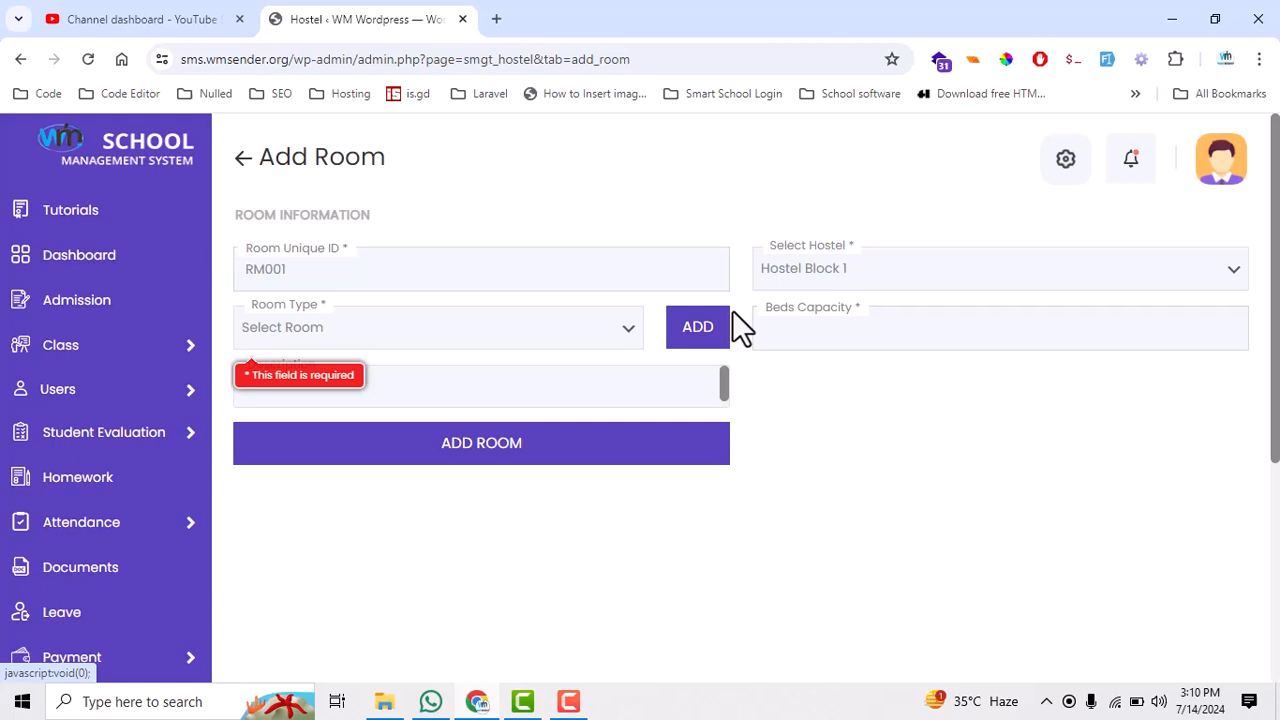 Channel dashboard - YouTube
Hostel ‹ WM Wordpress — Wor
sms.wmsender.org/wp-admin/admin.php?page=smgt_hostel&tab=add_room
31
Code
Code Editor
Nulled
SEO
Hosting
is.gd
Laravel
How to Insert imag...
Smart School Login
School software
Download free HTM...
All Bookmarks
wm SCHOOL
MANAGEMENT SYSTEM
Tutorials
Dashboard
Admission
Class
Users
Student Evaluation
Homework
Attendance
Documents
Leave
Payment
javascript:void(0);
Add Room
ROOM INFORMATION
Room Unique ID *
RM001
Select Hostel *
Hostel Block 1
Room Type *
Select Room
ADD
Beds Capacity *
* This field is required
ADD ROOM
Type here to search
1
35°C Haze
3:10 PM
7/14/2024